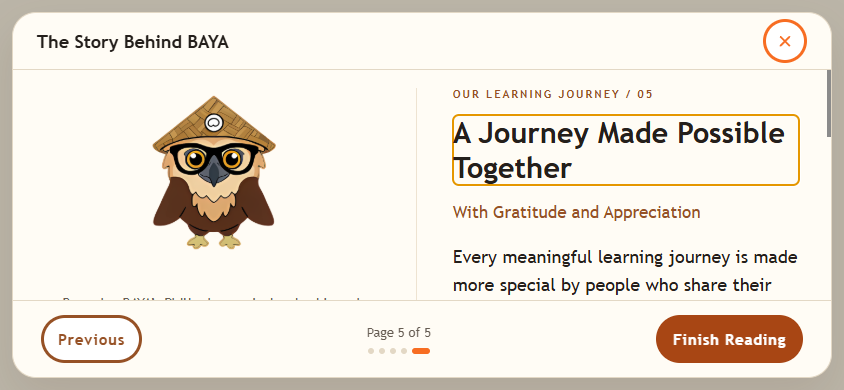 The Story Behind BAYA
OUR LEARNING JOURNEY / 05
A Journey Made Possible
Together
With Gratitude and Appreciation
Every meaningful learning journey is made
more special by people who share their
Previous
Page 5 of 5
Finish Reading